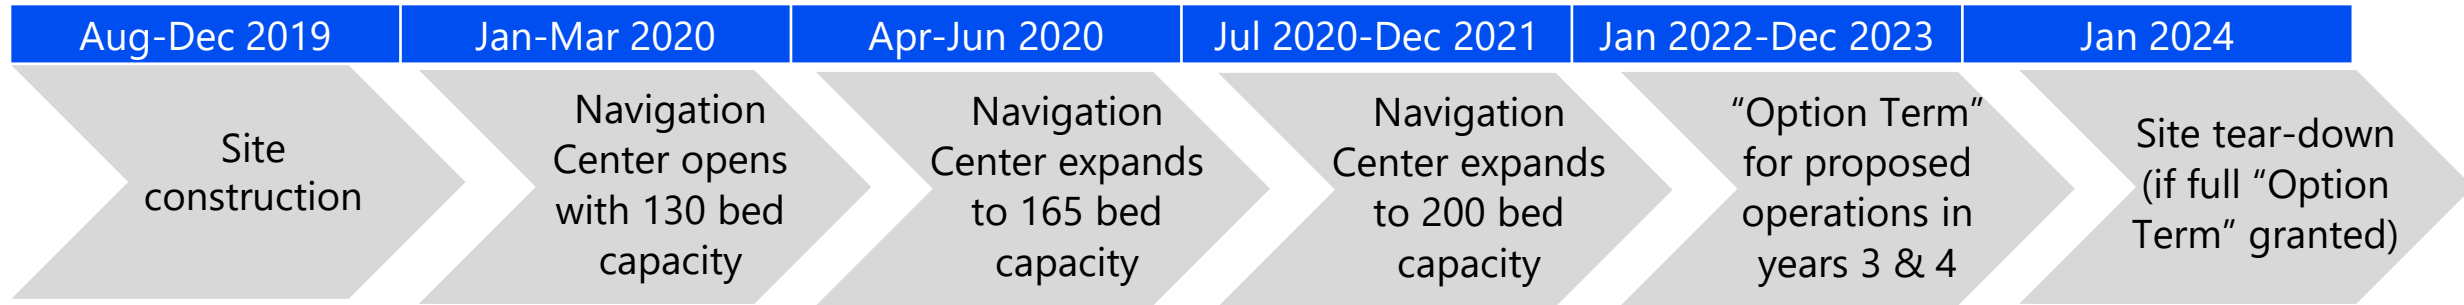 Aug-Dec 2019
Jan-Mar 2020
Apr-Jun 2020
Jul 2020-Dec 2021
Jan 2022-Dec 2023
Jan 2024
Site
construction
Navigation
Center opens
with 130 bed
capacity
Navigation
Center expands
to 165 bed
capacity
Navigation
Center expands
to 200 bed
capacity
“Option Term”
for proposed
operations in
years 3 & 4
Site tear-down
(if full “Option
Term” granted)